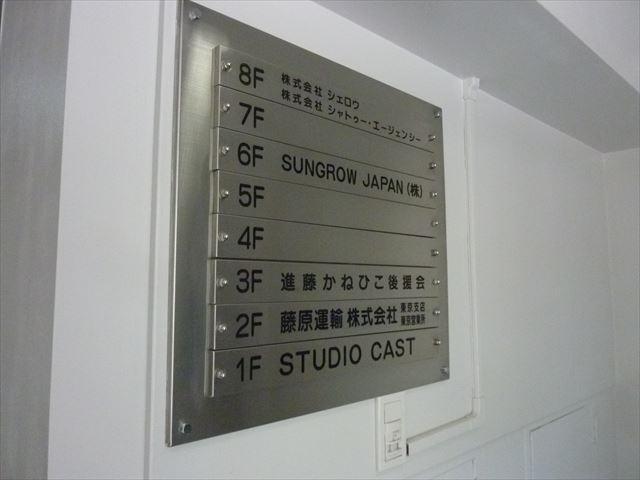 8F 株式会社 シェロウ
株式会社 シャトゥー・エージェンシー
7F
6F SUNGROW JAPAN (株)
5F
4F
3F 進藤かねひこ後援会
2F 藤原運輸 株式会社 東京支店
東京営業所
1F STUDIO CAST